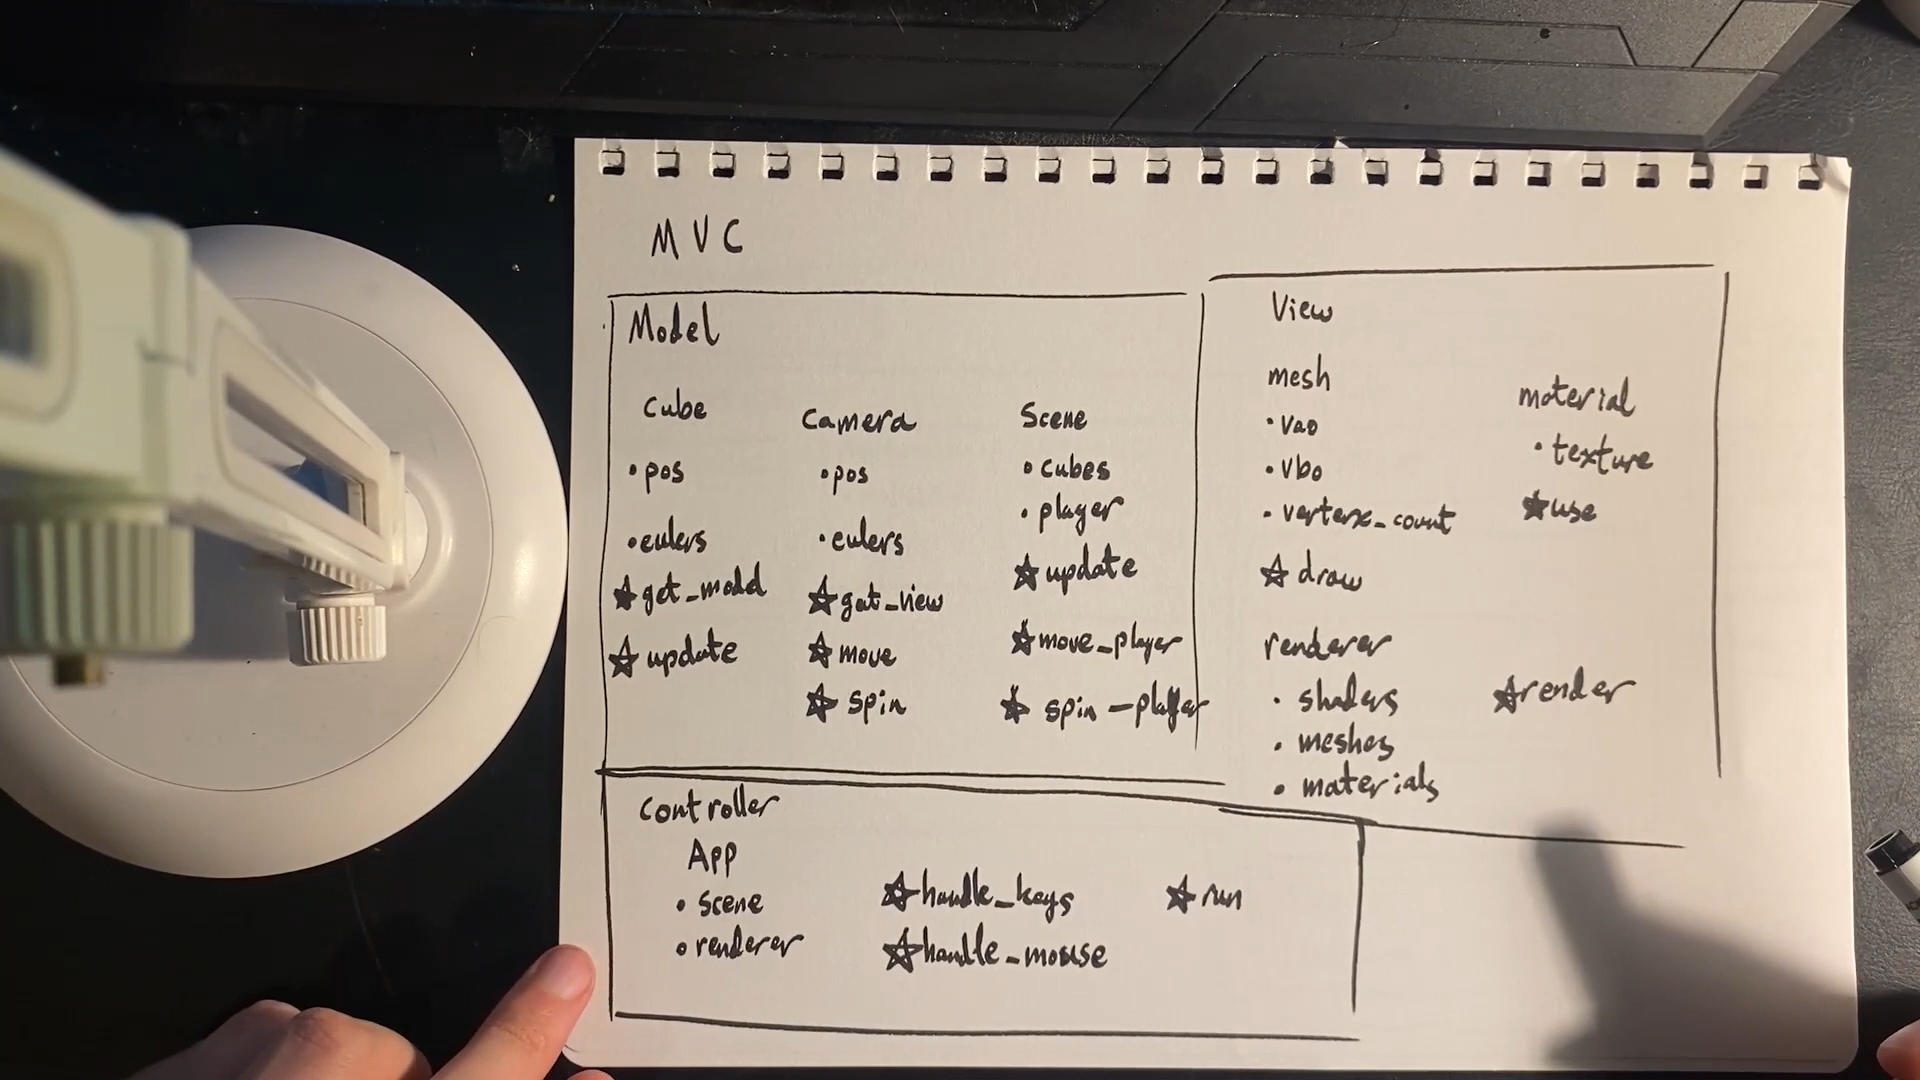 MVC
Model
Cube
• pos
• eulers
☆ get_model
☆ update
Camera
• pos
• eulers
☆ get_view
☆ move
☆ spin
Scene
• cubes
• player
☆ update
☆ move_player
☆ spin_player
View
mesh
• vao
• vbo
• vertex_count
☆ draw
material
• texture
☆ use
renderer
• shaders
• meshes
• materials
☆ render
Controller
App
• scene
• renderer
☆ handle_keys
☆ handle_mouse
☆ run